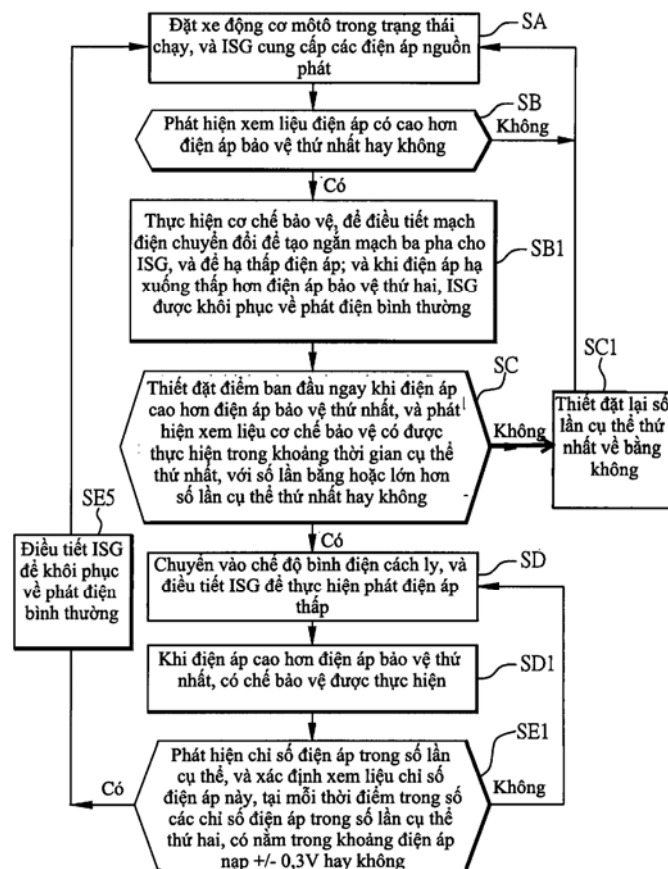 Đặt xe động cơ môtô trong trạng thái
chạy, và ISG cung cấp các điện áp nguồn
phát
SA
Phát hiện xem liệu điện áp có cao hơn
điện áp bảo vệ thứ nhất hay không
SB
Không
Có
Thực hiện cơ chế bảo vệ, để điều tiết mạch
điện chuyển đổi để tạo ngắn mạch ba pha cho
ISG, và để hạ thấp điện áp; và khi điện áp hạ
xuống thấp hơn điện áp bảo vệ thứ hai, ISG
được khôi phục về phát điện bình thường
SB1
Thiết đặt điểm ban đầu ngay khi điện áp
cao hơn điện áp bảo vệ thứ nhất, và phát
hiện xem liệu cơ chế bảo vệ có được
thực hiện trong khoảng thời gian cụ thể
thứ nhất, với số lần bằng hoặc lớn hơn
số lần cụ thể thứ nhất hay không
SC
Không
SC1
Thiết đặt lại số
lần cụ thể thứ
nhất về bằng
không
Có
SE5
Điều tiết ISG
để khôi phục
về phát điện
bình thường
Chuyển vào chế độ bình điện cách ly, và
điều tiết ISG để thực hiện phát điện áp
thấp
SD
Khi điện áp cao hơn điện áp bảo vệ thứ
nhất, có chế bảo vệ được thực hiện
SD1
Phát hiện chỉ số điện áp trong số lần
cụ thể, và xác định xem liệu chỉ số
điện áp này, tại mỗi thời điểm trong số
các chỉ số điện áp trong số lần cụ thể
thứ hai, có nằm trong khoảng điện áp
nạp +/- 0,3V hay không
SE1
Có
Không